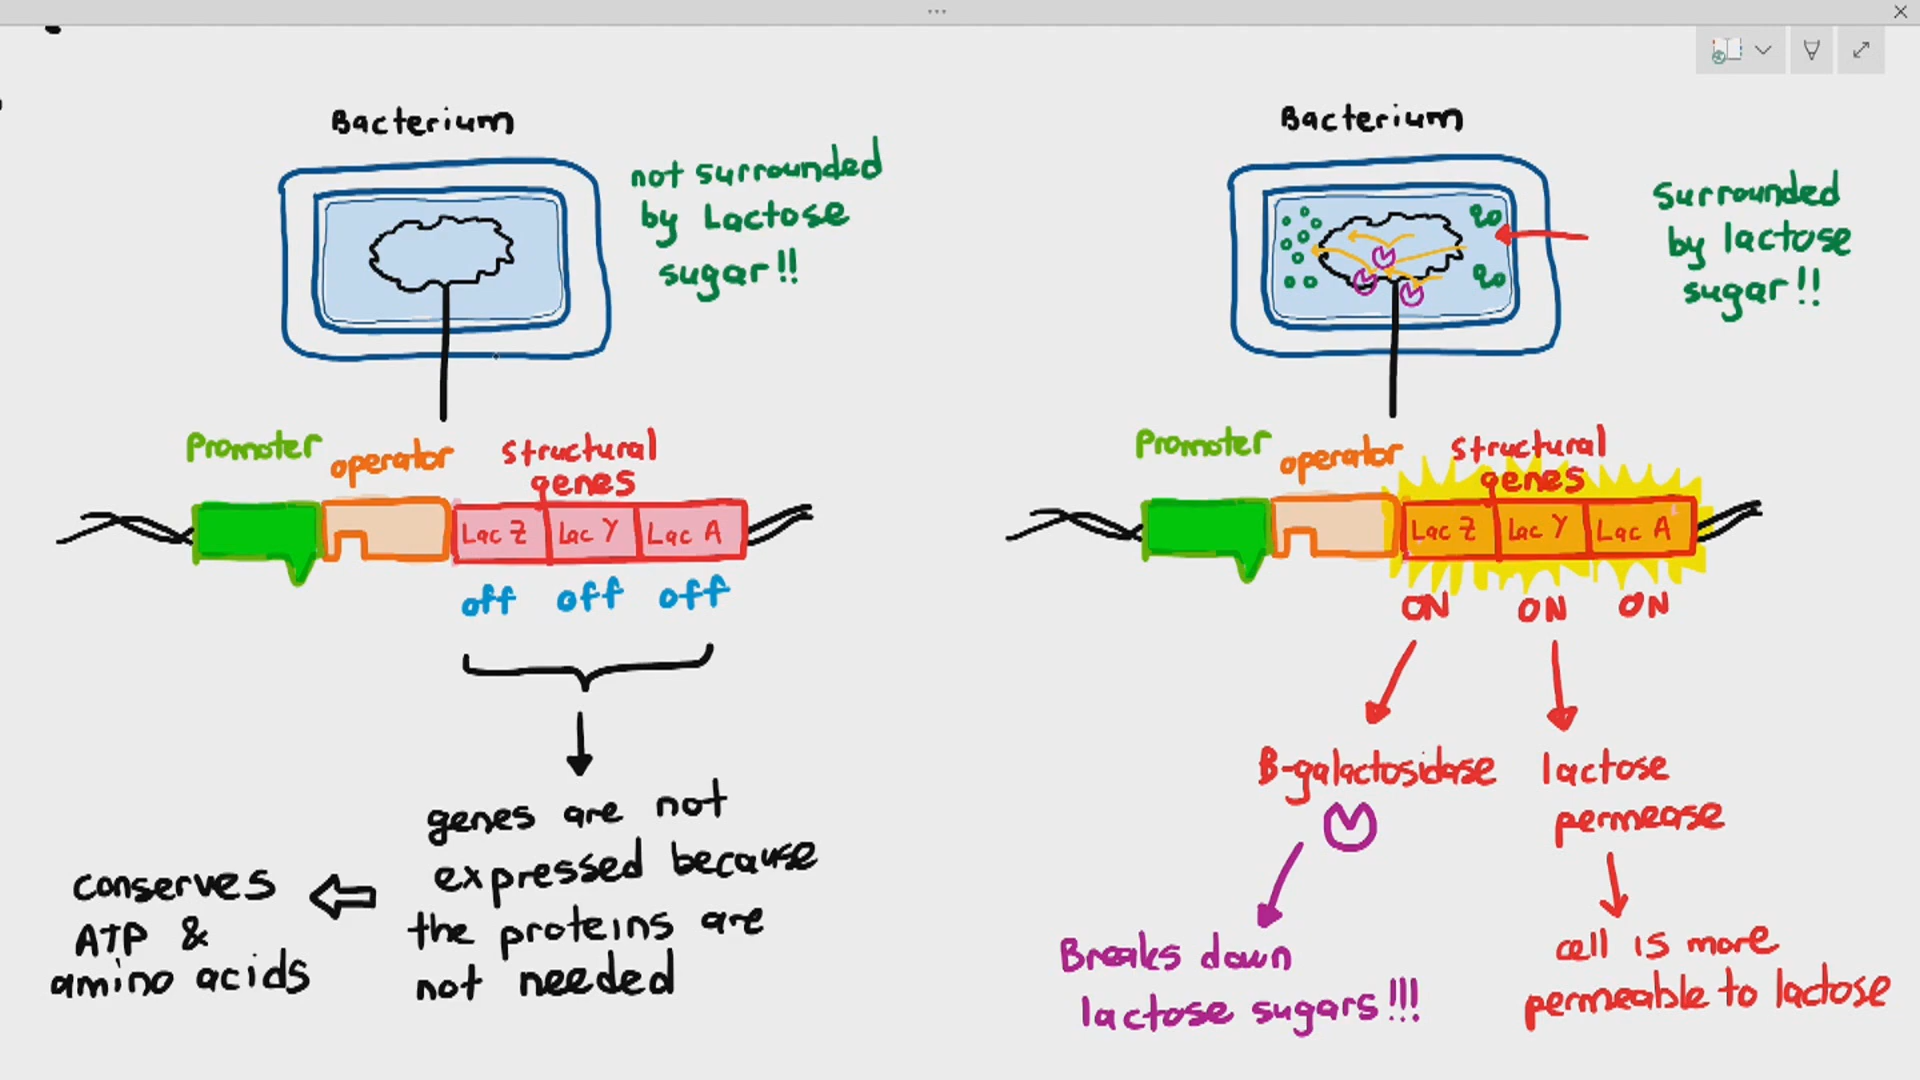 Bacterium
not surrounded
by Lactose
sugar!!
Promoter
operator
structural
genes
Lac Z
Lac Y
Lac A
off
off
off
genes are not
expressed because
the proteins are
not needed
conserves
ATP &
amino acids
Bacterium
Surrounded
by lactose
sugar!!
Promoter
operator
structural
genes
Lac Z
Lac Y
Lac A
ON
ON
ON
B-galactosidase
lactose
permease
Breaks down
lactose sugars!!!
cell is more
permeable to lactose